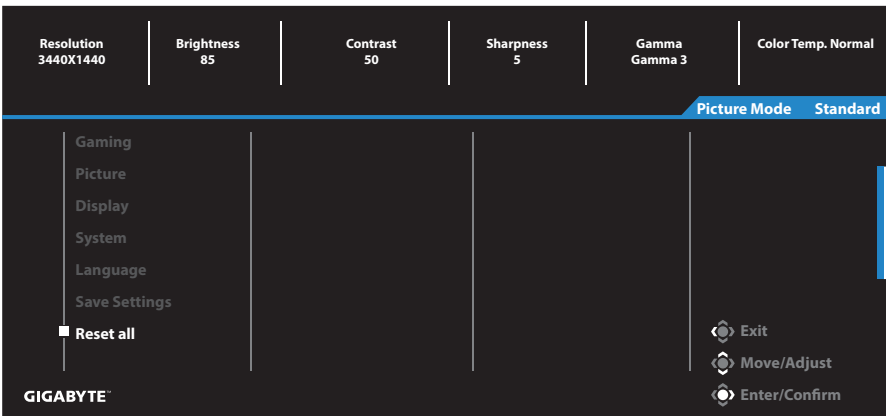 Resolution
3440X1440
Brightness
85
Contrast
50
Sharpness
5
Gamma
Gamma 3
Color Temp. Normal
Picture Mode Standard
Gaming
Picture
Display
System
Language
Save Settings
Reset all
Exit
Move/Adjust
Enter/Confirm
GIGABYTE™